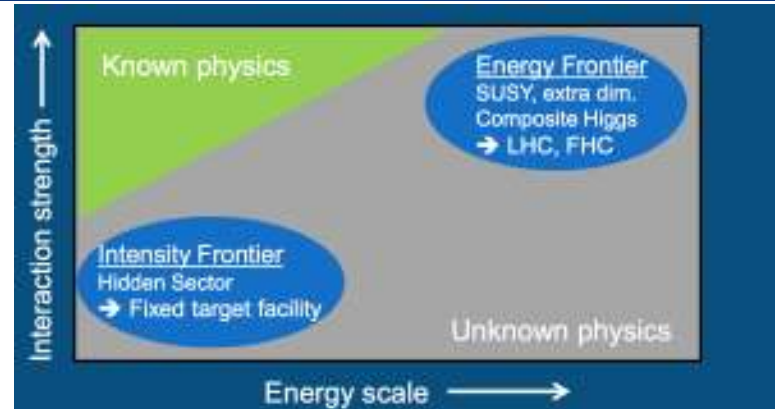 Known physics
Energy Frontier
SUSY, extra dim.
Composite Higgs
➔ LHC, FHC
Intensity Frontier
Hidden Sector
➔ Fixed target facility
Unknown physics
Interaction strength
Energy scale